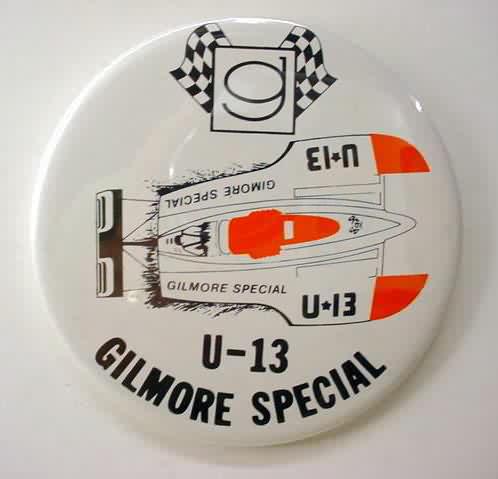 g
U★13
GIMORE SPECIAL
GILMORE SPECIAL
U★13
U-13
GILMORE SPECIAL